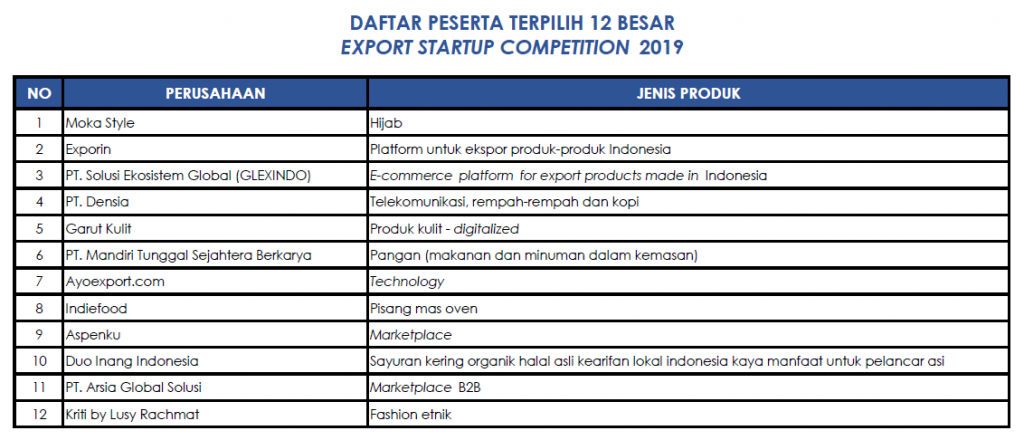 DAFTAR PESERTA TERPILIH 12 BESAR
EXPORT STARTUP COMPETITION 2019
NO PERUSAHAAN JENIS PRODUK
1 Moka Style Hijab
2 Exporin Platform untuk ekspor produk-produk Indonesia
3 PT. Solusi Ekosistem Global (GLEXINDO) E-commerce platform for export products made in Indonesia
4 PT. Densia Telekomunikasi, rempah-rempah dan kopi
5 Garut Kulit Produk kulit - digitalized
6 PT. Mandiri Tunggal Sejahtera Berkarya Pangan (makanan dan minuman dalam kemasan)
7 Ayoexport.com Technology
8 Indiefood Pisang mas oven
9 Aspenku Marketplace
10 Duo Inang Indonesia Sayuran kering organik halal asli kearifan lokal indonesia kaya manfaat untuk pelancar asi
11 PT. Arsia Global Solusi Marketplace B2B
12 Kriti by Lusy Rachmat Fashion etnik